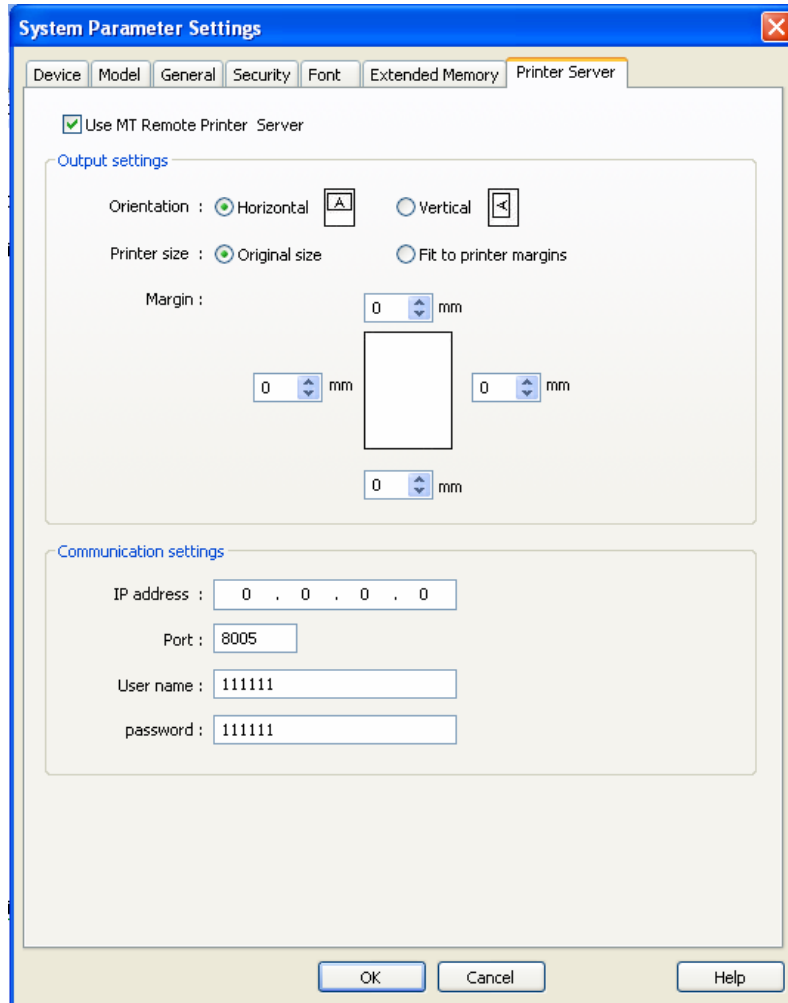 System Parameter Settings
Device Model General Security Font Extended Memory Printer Server
Use MT Remote Printer Server
Output settings
Orientation : Horizontal A Vertical A
Printer size : Original size Fit to printer margins
Margin :
0 mm
0 mm 0 mm
0 mm
Communication settings
IP address : 0 . 0 . 0 . 0
Port : 8005
User name : 111111
password : 111111
OK Cancel Help